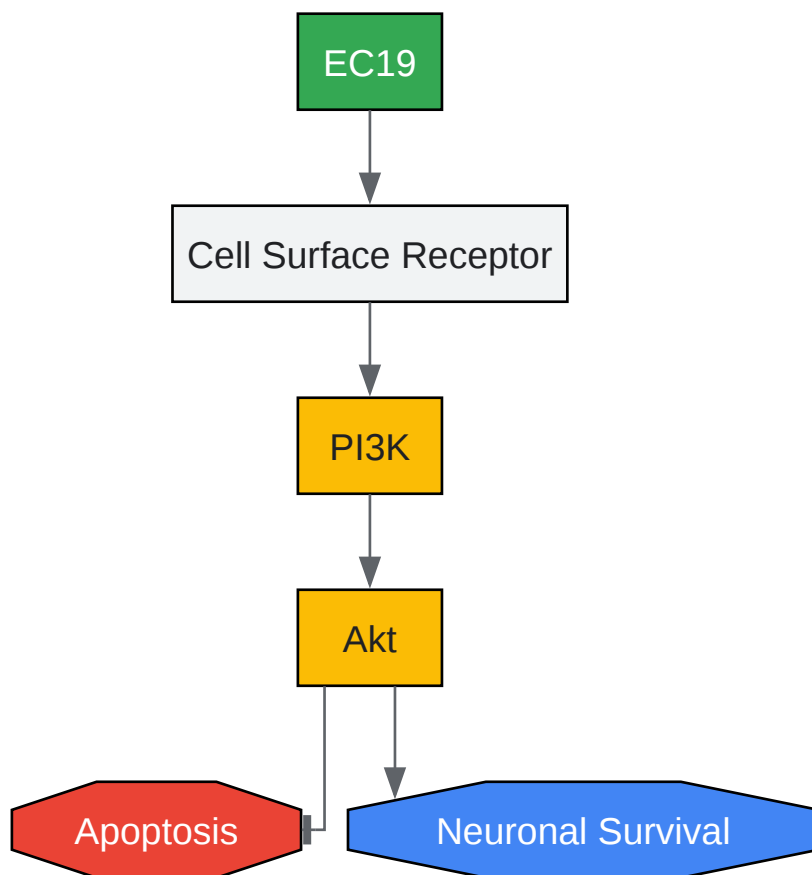 EC19
Cell Surface Receptor
PI3K
Akt
Apoptosis
Neuronal Survival